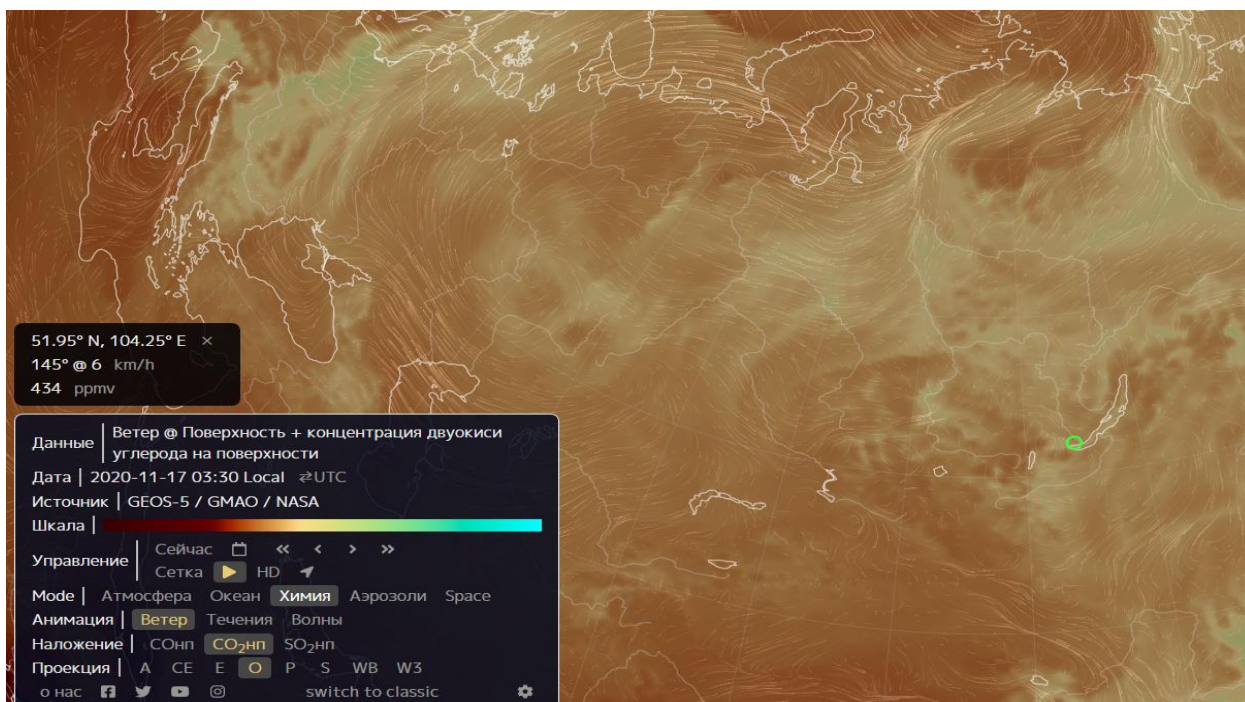 51.95° N, 104.25° E ×
145° @ 6 km/h
434 ppmv
Данные | Ветер @ Поверхность + концентрация двуокиси
углерода на поверхности
Дата | 2020-11-17 03:30 Local ⇄UTC
Источник | GEOS-5 / GMAO / NASA
Шкала |
Управление | Сейчас « ‹ › »
Сетка ▶ HD
Mode | Атмосфера Океан Химия Аэрозоли Space
Анимация | Ветер Течения Волны
Наложение | COнп CO₂нп SO₂нп
Проекция | A CE E O P S WB W3
о нас switch to classic